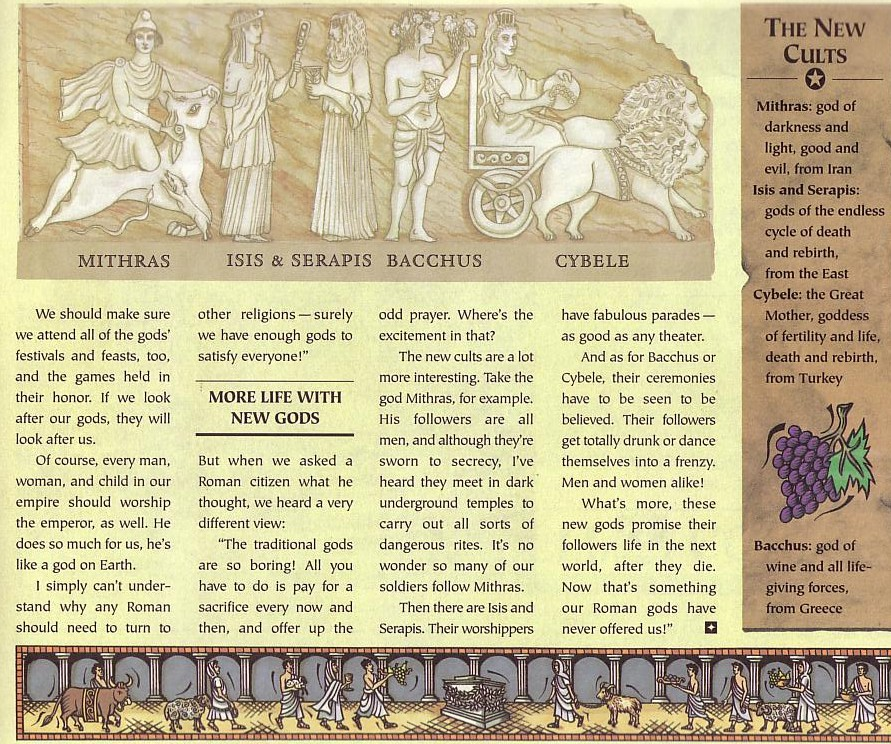 MITHRAS
ISIS & SERAPIS
BACCHUS
CYBELE
We should make sure
we attend all of the gods'
festivals and feasts, too,
and the games held in
their honor. If we look
after our gods, they will
look after us.
Of course, every man,
woman, and child in our
empire should worship
the emperor, as well. He
does so much for us, he's
like a god on Earth.
I simply can't under-
stand why any Roman
should need to turn to
other religions — surely
we have enough gods to
satisfy everyone!"
MORE LIFE WITH
NEW GODS
But when we asked a
Roman citizen what he
thought, we heard a very
different view:
"The traditional gods
are so boring! All you
have to do is pay for a
sacrifice every now and
then, and offer up the
odd prayer. Where's the
excitement in that?
The new cults are a lot
more interesting. Take the
god Mithras, for example.
His followers are all
men, and although they're
sworn to secrecy, I've
heard they meet in dark
underground temples to
carry out all sorts of
dangerous rites. It's no
wonder so many of our
soldiers follow Mithras.
Then there are Isis and
Serapis. Their worshippers
have fabulous parades —
as good as any theater.
And as for Bacchus or
Cybele, their ceremonies
have to be seen to be
believed. Their followers
get totally drunk or dance
themselves into a frenzy.
Men and women alike!
What's more, these
new gods promise their
followers life in the next
world, after they die.
Now that's something
our Roman gods have
never offered us!"
THE NEW
CULTS
Mithras: god of
darkness and
light, good and
evil, from Iran
Isis and Serapis:
gods of the endless
cycle of death
and rebirth,
from the East
Cybele: the Great
Mother, goddess
of fertility and life,
death and rebirth,
from Turkey
Bacchus: god of
wine and all life-
giving forces,
from Greece